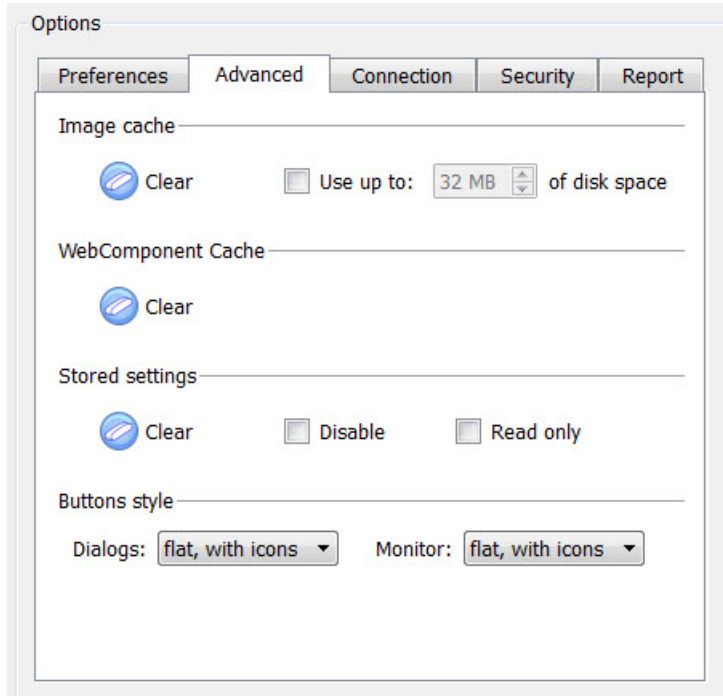 Options
Preferences Advanced Connection Security Report
Image cache
Clear Use up to: 32 MB of disk space
WebComponent Cache
Clear
Stored settings
Clear Disable Read only
Buttons style
Dialogs: flat, with icons Monitor: flat, with icons